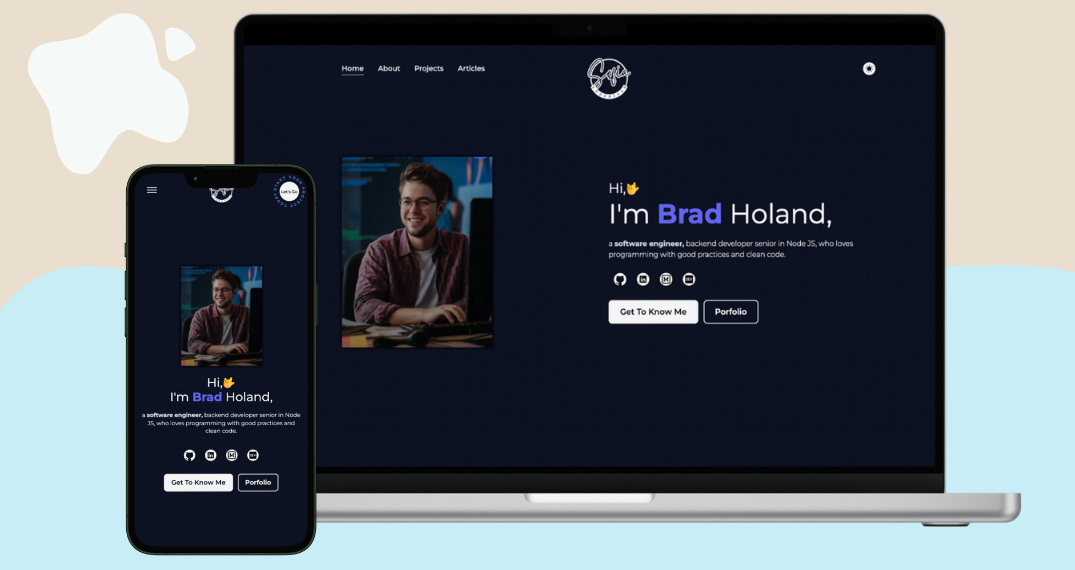 Home About Projects Articles
Sofia
Hi,
I'm Brad Holand,
a software engineer, backend developer senior in Node JS, who loves
programming with good practices and clean code.
Get To Know Me Porfolio
Let's Go
Hi,
I'm Brad Holand,
a software engineer, backend developer senior in Node
JS, who loves programming with good practices and
clean code.
Get To Know Me Porfolio